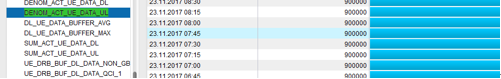 DENOM_ACT_UE_DATA_DL
DENOM_ACT_UE_DATA_UL
DL_UE_DATA_BUFFER_AVG
DL_UE_DATA_BUFFER_MAX
SUM_ACT_UE_DATA_DL
SUM_ACT_UE_DATA_UL
UE_DRB_BUF_DL_DATA_NON_GB
UE_DRB_BUF_DL_DATA_QCI_1
23.11.2017 08:30 900000
23.11.2017 08:15 900000
23.11.2017 08:00 900000
23.11.2017 07:45 900000
23.11.2017 07:30 900000
23.11.2017 07:15 900000
23.11.2017 07:00 900000
23.11.2017 06:45 900000